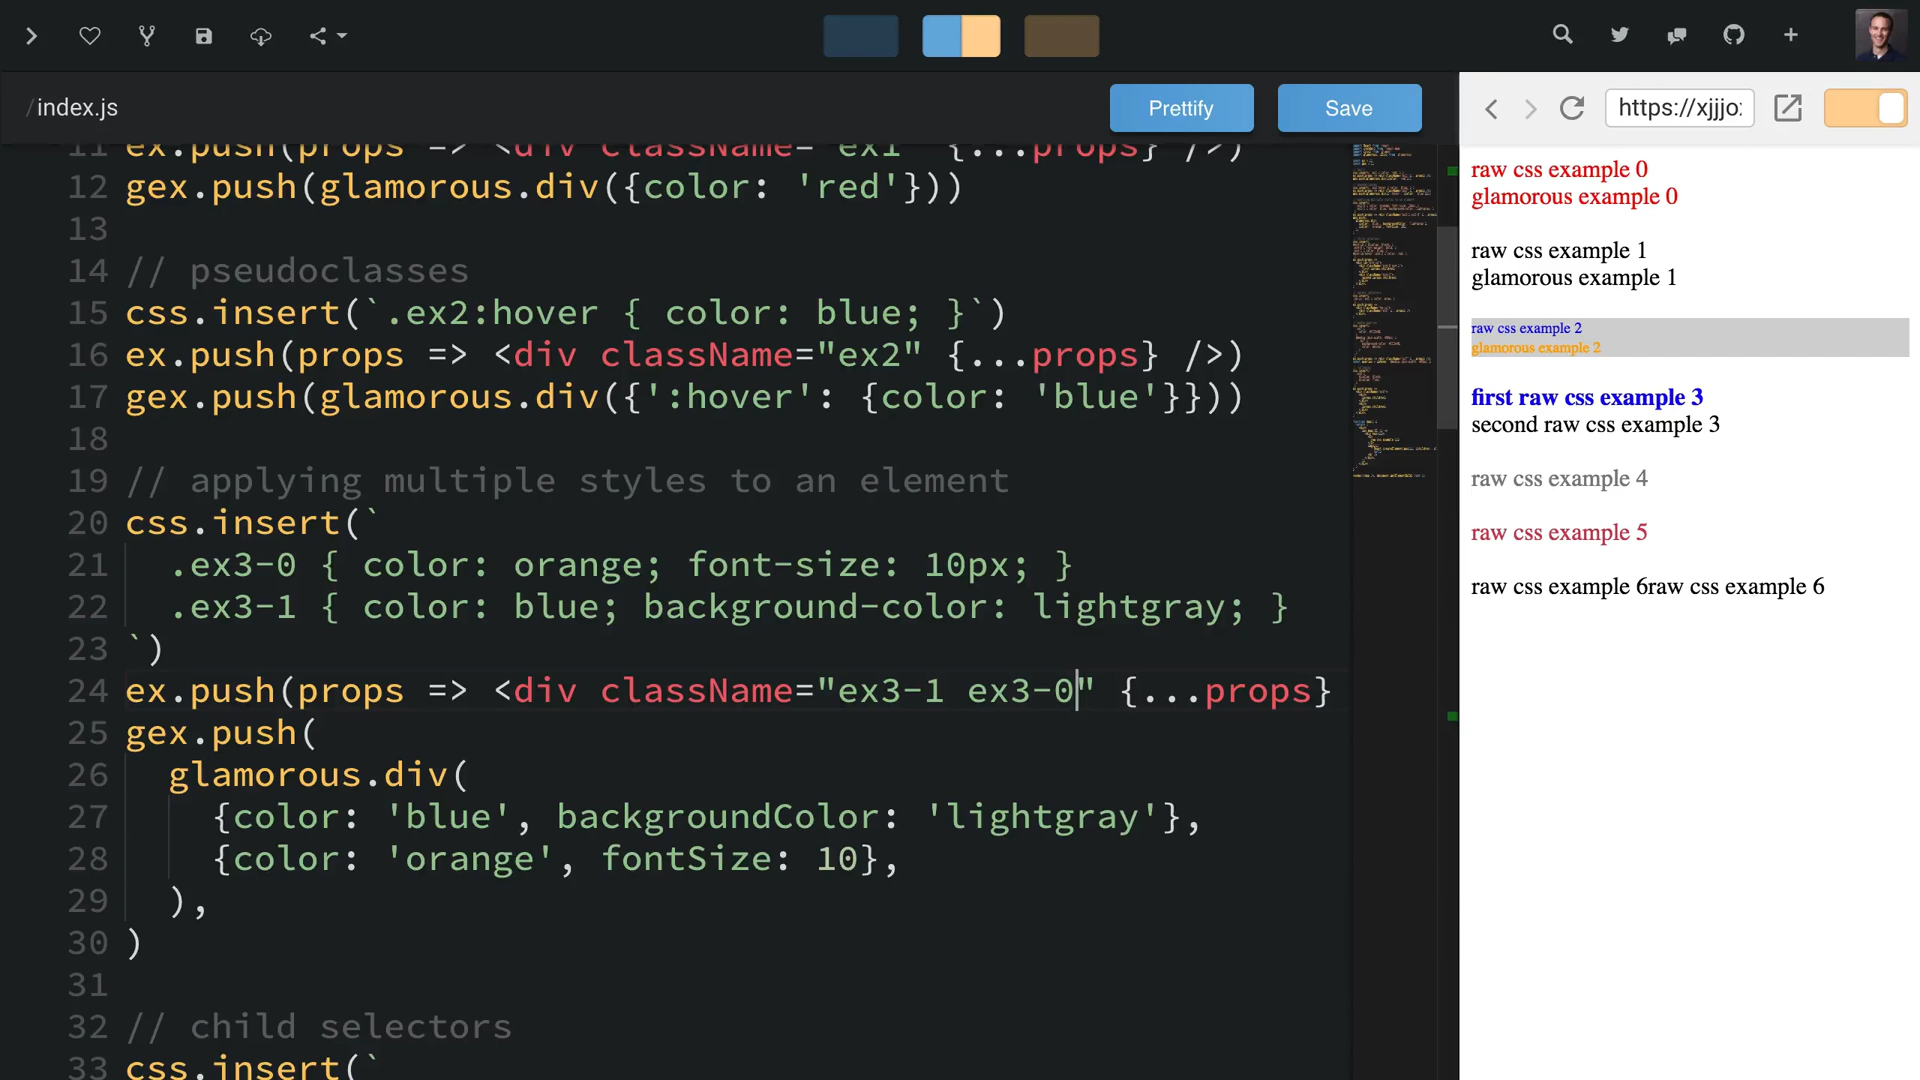 /index.js
Prettify
Save
https://xjjjo:
11 ex.push(props => <div className="ex1" {...props} />)
12 gex.push(glamorous.div({color: 'red'}))
13
14 // pseudoclasses
15 css.insert(`.ex2:hover { color: blue; }`)
16 ex.push(props => <div className="ex2" {...props} />)
17 gex.push(glamorous.div({':hover': {color: 'blue'}}))
18
19 // applying multiple styles to an element
20 css.insert(`
21 .ex3-0 { color: orange; font-size: 10px; }
22 .ex3-1 { color: blue; background-color: lightgray; }
23 `)
24 ex.push(props => <div className="ex3-1 ex3-0" {...props}
25 gex.push(
26 glamorous.div(
27 {color: 'blue', backgroundColor: 'lightgray'},
28 {color: 'orange', fontSize: 10},
29 ),
30 )
31
32 // child selectors
33 css.insert(`
raw css example 0
glamorous example 0
raw css example 1
glamorous example 1
raw css example 2
glamorous example 2
first raw css example 3
second raw css example 3
raw css example 4
raw css example 5
raw css example 6raw css example 6